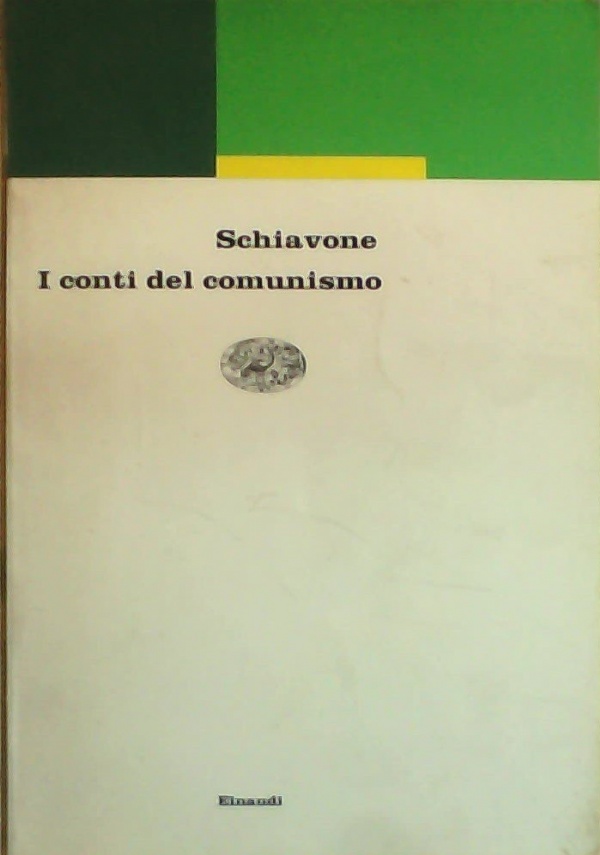 Schiavone
I conti del comunismo
Einaudi